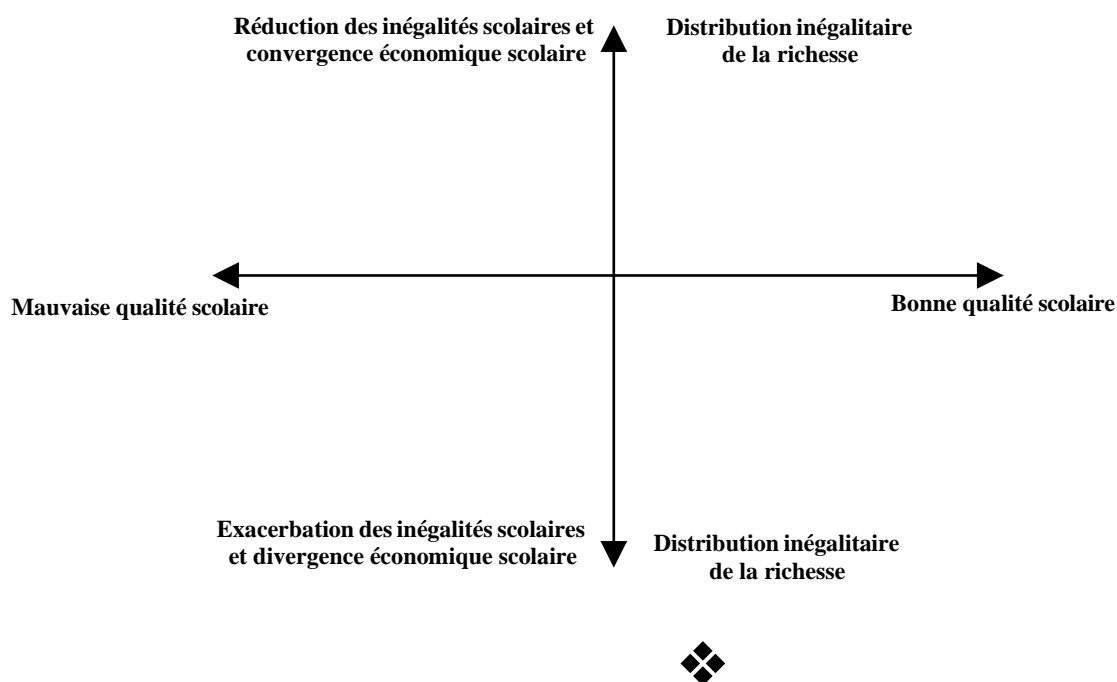 Réduction des inégalités scolaires et
convergence économique scolaire
Distribution inégalitaire
de la richesse
Mauvaise qualité scolaire
Bonne qualité scolaire
Exacerbation des inégalités scolaires
et divergence économique scolaire
Distribution inégalitaire
de la richesse